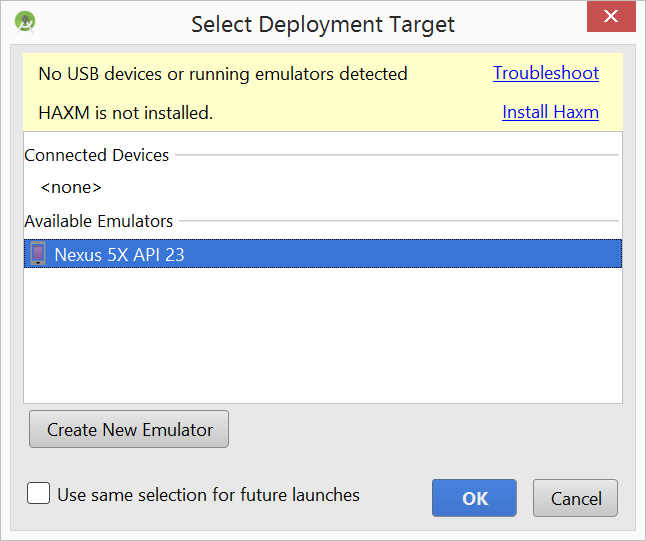 Select Deployment Target
No USB devices or running emulators detected Troubleshoot
HAXM is not installed. Install Haxm
Connected Devices
<none>
Available Emulators
Nexus 5X API 23
Create New Emulator
Use same selection for future launches OK Cancel